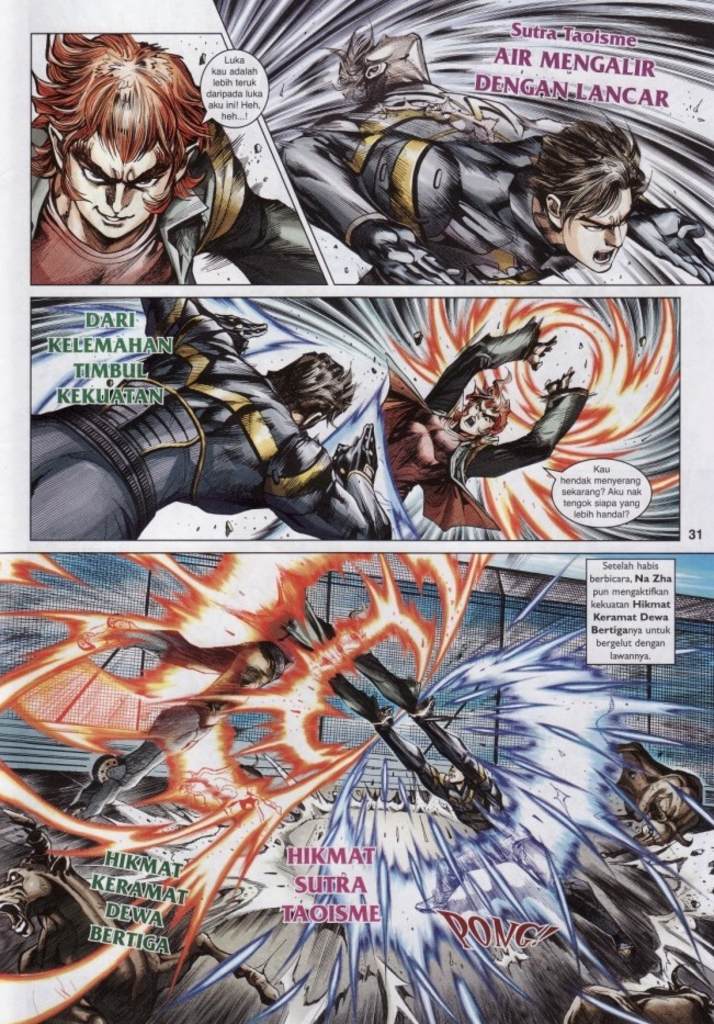 Luka
kau adalah
lebih teruk
daripada luka
aku ini! Heh,
heh...!
Sutra Taoisme
AIR MENGALIR
DENGAN LANCAR
DARI
KELEMAHAN
TIMBUL
KEKUATAN
Kau
hendak menyerang
sekarang? Aku nak
tengok siapa yang
lebih handal?
31
Setelah habis
berbicara, Na Zha
pun mengaktifkan
kekuatan Hikmat
Keramat Dewa
Bertiganya untuk
bergelut dengan
lawannya.
HIKMAT
KERAMAT
DEWA
BERTIGA
HIKMAT
SUTRA
TAOISME
PONG!